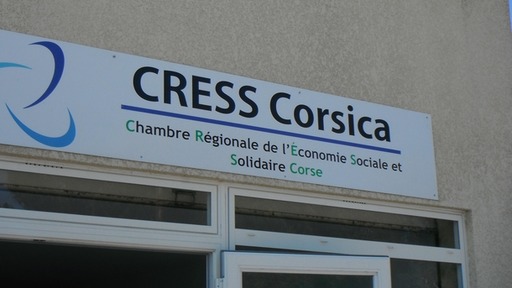 CRESS Corsica
Chambre Régionale de l'Économie Sociale et
Solidaire Corse